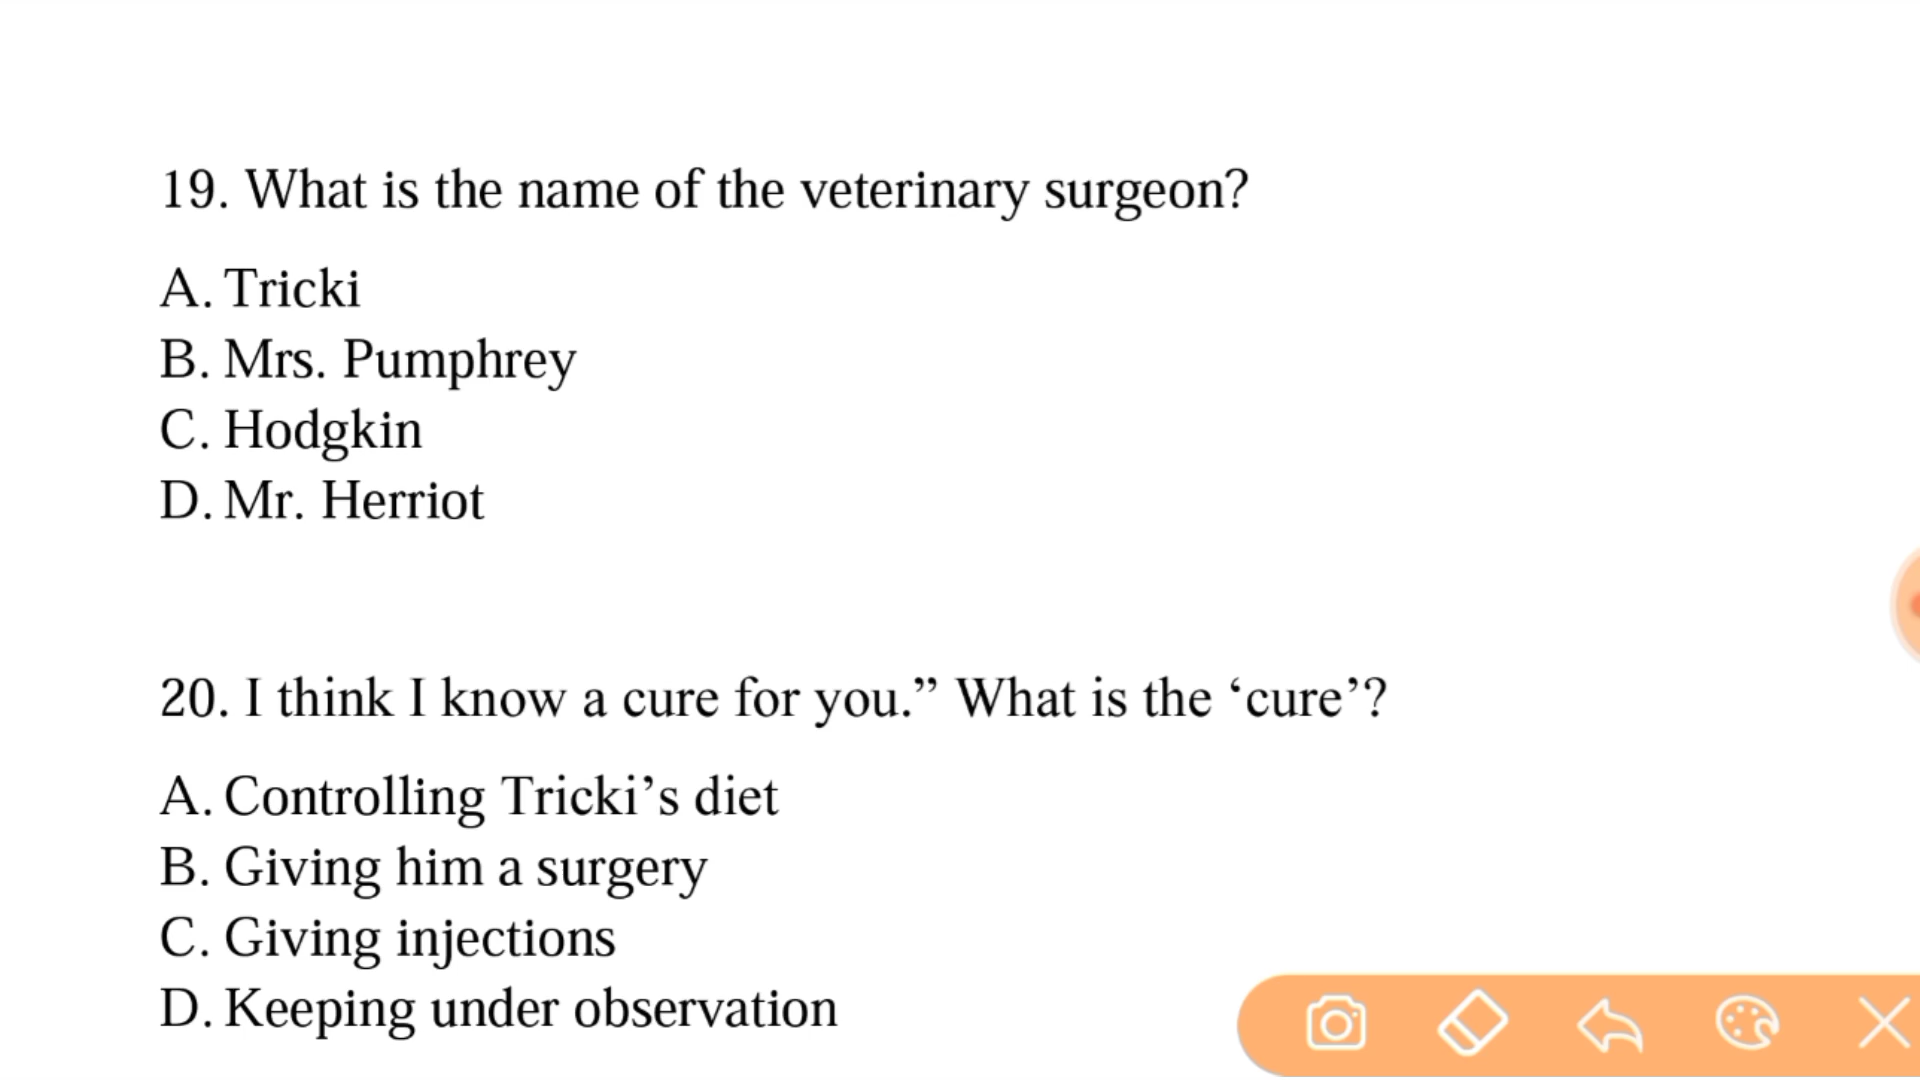 19. What is the name of the veterinary surgeon?
A. Tricki
B. Mrs. Pumphrey
C. Hodgkin
D. Mr. Herriot
20. I think I know a cure for you.” What is the ‘cure’?
A. Controlling Tricki’s diet
B. Giving him a surgery
C. Giving injections
D. Keeping under observation